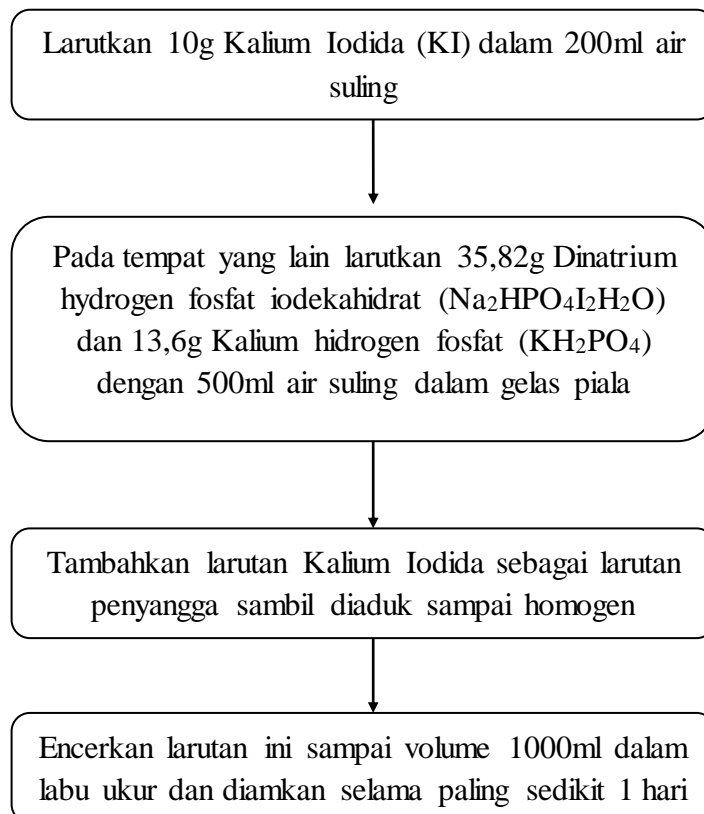 Larutkan 10g Kalium Iodida (KI) dalam 200ml air
suling
Pada tempat yang lain larutkan 35,82g Dinatrium
hydrogen fosfat iodekahidrat (Na₂HPO₄I₂H₂O)
dan 13,6g Kalium hidrogen fosfat (KH₂PO₄)
dengan 500ml air suling dalam gelas piala
Tambahkan larutan Kalium Iodida sebagai larutan
penyangga sambil diaduk sampai homogen
Encerkan larutan ini sampai volume 1000ml dalam
labu ukur dan diamkan selama paling sedikit 1 hari